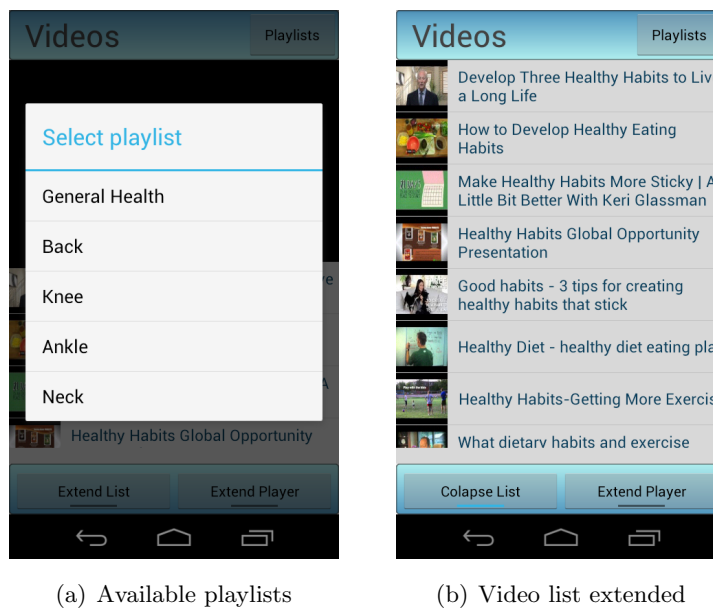 Videos
Playlists
Select playlist
General Health
Back
Knee
Ankle
Neck
Healthy Habits Global Opportunity
Extend List
Extend Player
(a) Available playlists
Videos
Playlists
Develop Three Healthy Habits to Liv
a Long Life
How to Develop Healthy Eating
Habits
Make Healthy Habits More Sticky | A
Little Bit Better With Keri Glassman
Healthy Habits Global Opportunity
Presentation
Good habits - 3 tips for creating
healthy habits that stick
Healthy Diet - healthy diet eating pla
Healthy Habits-Getting More Exercis
What dietary habits and exercise
Colapse List
Extend Player
(b) Video list extended